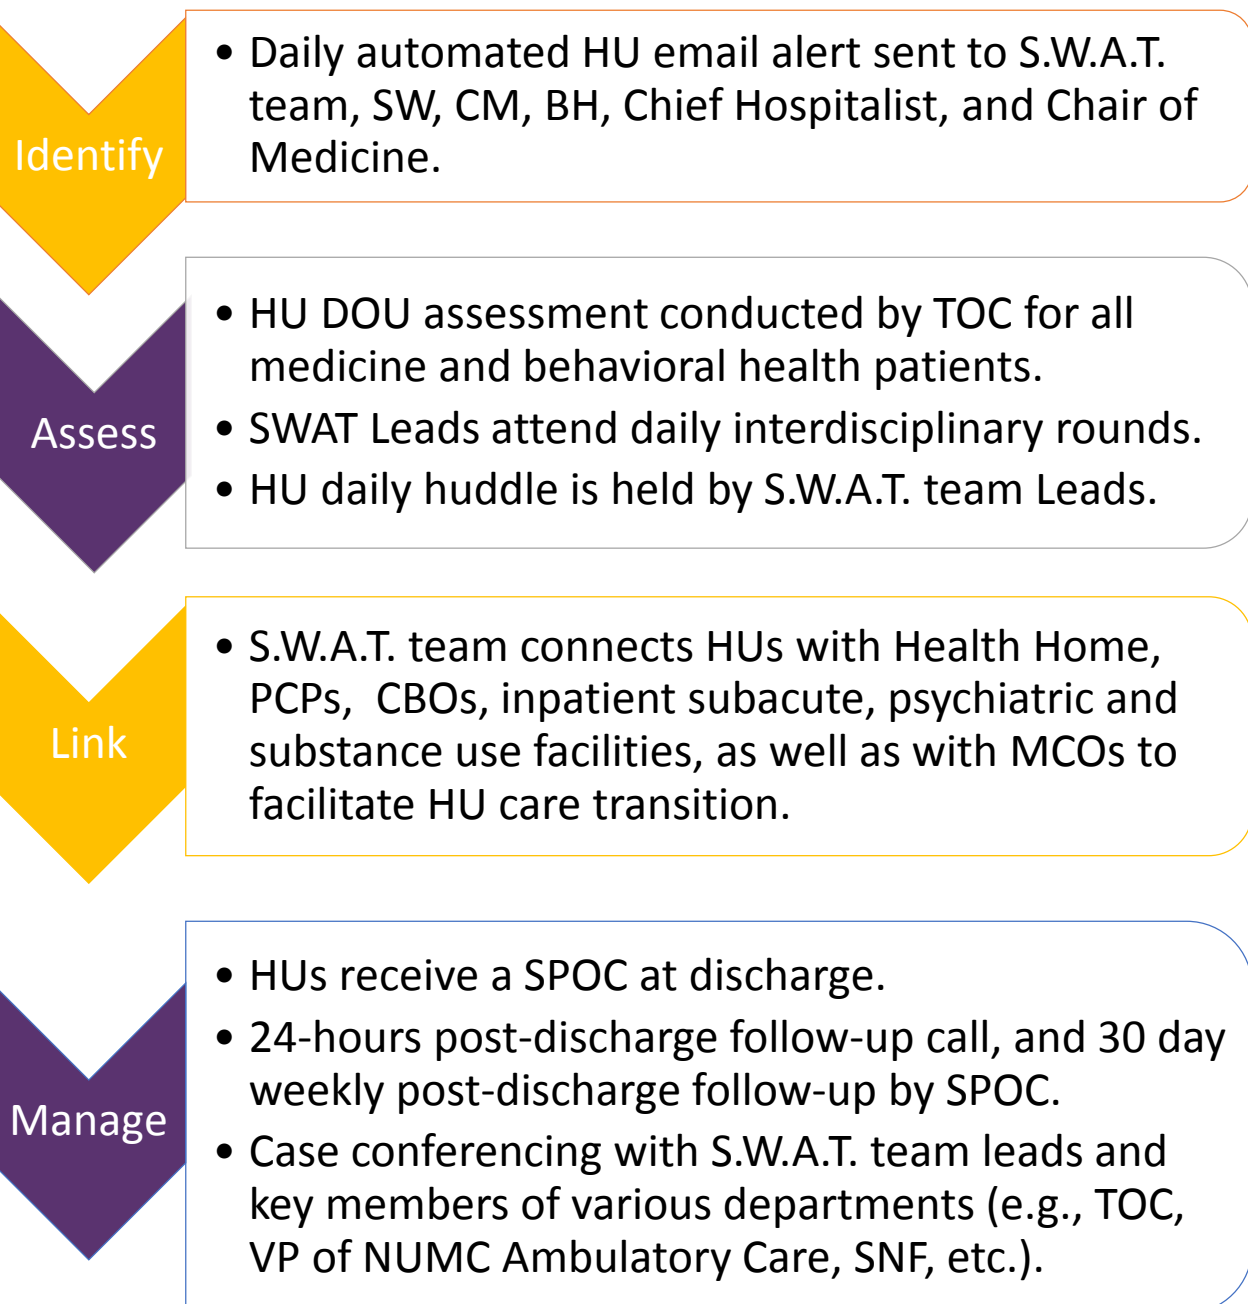 Identify
• Daily automated HU email alert sent to S.W.A.T.
team, SW, CM, BH, Chief Hospitalist, and Chair of
Medicine.
Assess
• HU DOU assessment conducted by TOC for all
medicine and behavioral health patients.
• SWAT Leads attend daily interdisciplinary rounds.
• HU daily huddle is held by S.W.A.T. team Leads.
Link
• S.W.A.T. team connects HUs with Health Home,
PCPs,  CBOs, inpatient subacute, psychiatric and
substance use facilities, as well as with MCOs to
facilitate HU care transition.
Manage
• HUs receive a SPOC at discharge.
• 24-hours post-discharge follow-up call, and 30 day
weekly post-discharge follow-up by SPOC.
• Case conferencing with S.W.A.T. team leads and
key members of various departments (e.g., TOC,
VP of NUMC Ambulatory Care, SNF, etc.).